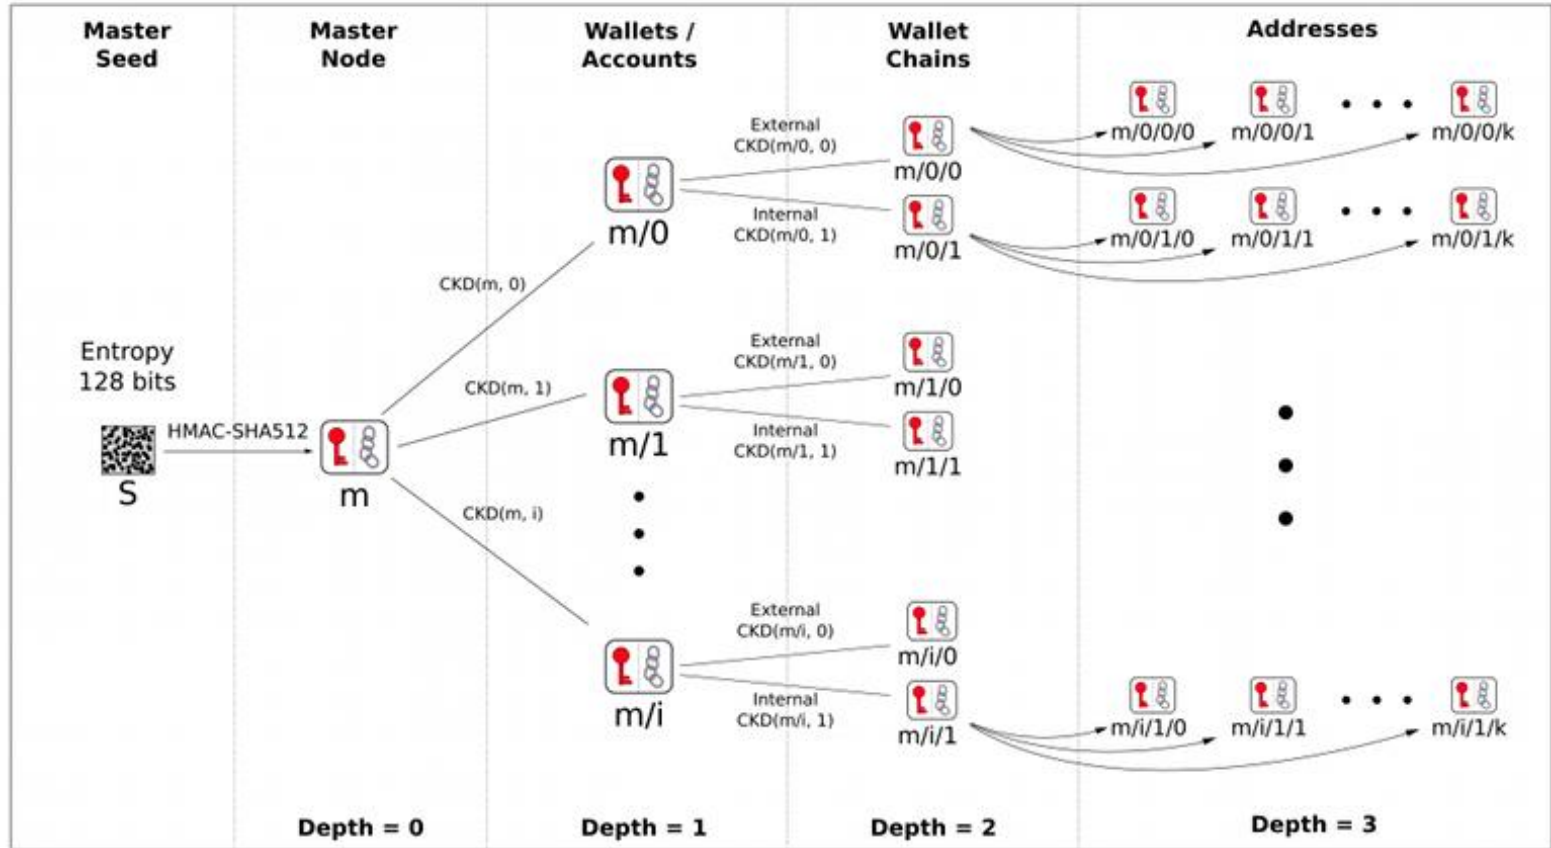 Master
Seed
Master
Node
Wallets /
Accounts
Wallet
Chains
Addresses
Entropy
128 bits
HMAC-SHA512
S
m
CKD(m, 0)
CKD(m, 1)
CKD(m, i)
m/0
m/1
m/i
External
CKD(m/0, 0)
Internal
CKD(m/0, 1)
External
CKD(m/1, 0)
Internal
CKD(m/1, 1)
External
CKD(m/i, 0)
Internal
CKD(m/i, 1)
m/0/0
m/0/1
m/1/0
m/1/1
m/i/0
m/i/1
m/0/0/0 m/0/0/1 m/0/0/k
m/0/1/0 m/0/1/1 m/0/1/k
m/i/1/0 m/i/1/1 m/i/1/k
Depth = 0
Depth = 1
Depth = 2
Depth = 3